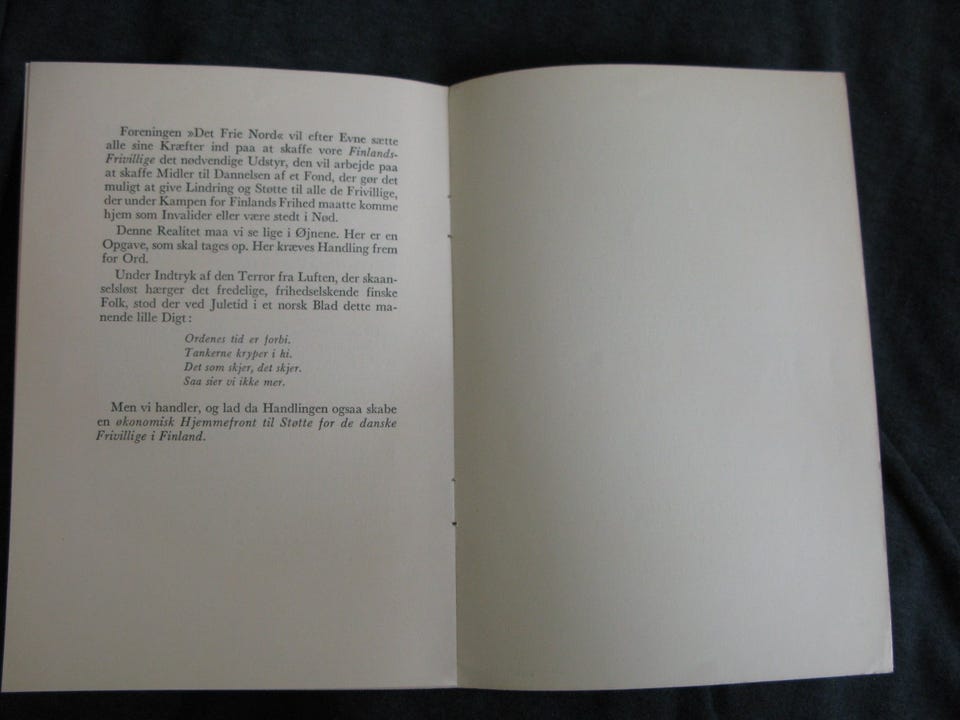 Foreningen »Det Frie Nord« vil efter Evne sætte
alle sine Kræfter ind paa at skaffe vore Finlands-
Frivillige det nødvendige Udstyr, den vil arbejde paa
at skaffe Midler til Dannelsen af et Fond, der gør det
muligt at give Lindring og Støtte til alle de Frivillige,
der under Kampen for Finlands Frihed maatte komme
hjem som Invalider eller være stedt i Nød.
Denne Realitet maa vi se lige i Øjnene. Her er en
Opgave, som skal tages op. Her kræves Handling frem
for Ord.
Under Indtryk af den Terror fra Luften, der skaan-
selsløst hærger det fredelige, frihedselskende finske
Folk, stod der ved Juletid i et norsk Blad dette ma-
nende lille Digt:
Ordenes tid er forbi.
Tankerne kryper i hi.
Det som skjer, det skjer.
Saa sier vi ikke mer.
Men vi handler, og lad da Handlingen ogsaa skabe
en økonomisk Hjemmefront til Støtte for de danske
Frivillige i Finland.